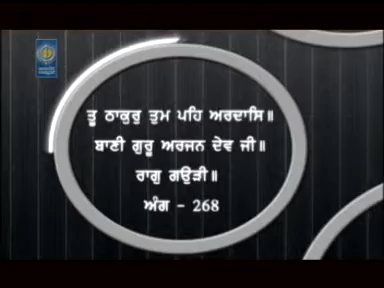 ਤੂ ਠਾਕੁਰੁ ਤੁਮ ਪਹਿ ਅਰਦਾਸਿ॥
ਬਾਣੀ ਗੁਰੂ ਅਰਜਨ ਦੇਵ ਜੀ॥
ਰਾਗੁ ਗਉੜੀ॥
ਅੰਗ - 268